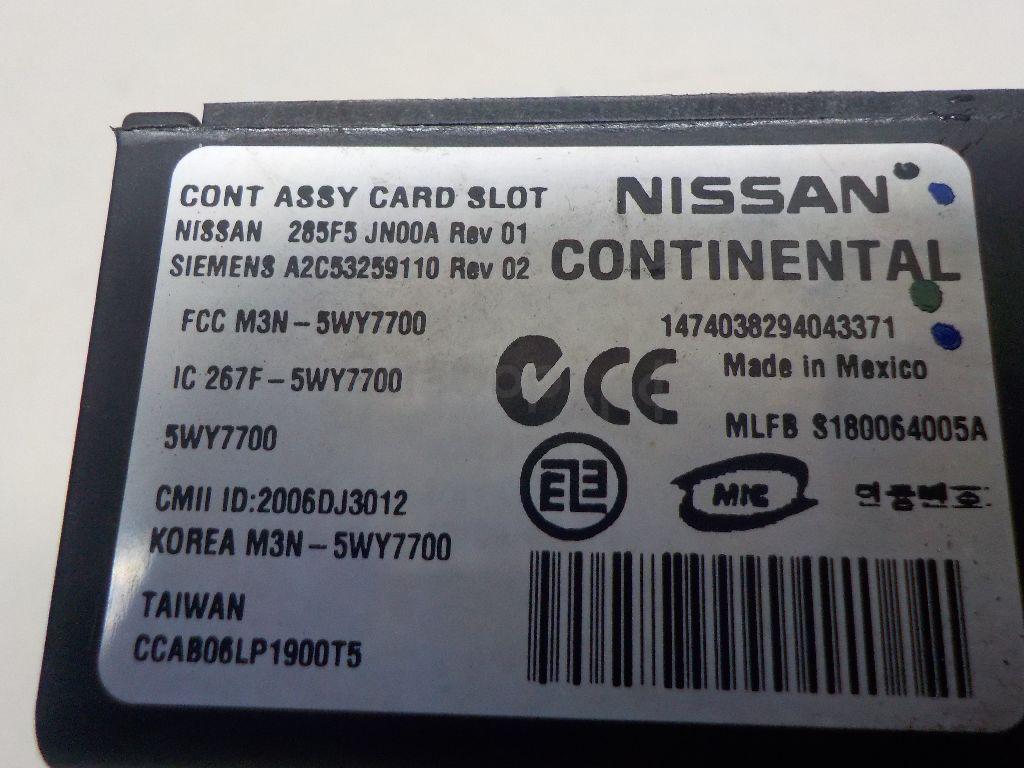 CONT ASSY CARD SLOT
NISSAN
NISSAN 285F5 JN00A Rev 01
SIEMENS A2C53259110 Rev 02
CONTINENTAL
FCC M3N-5WY7700
1474038294043371
IC 267F-5WY7700
CE
Made in Mexico
5WY7700
MLFB S180064005A
CMII ID:2006DJ3012
MIC
KOREA M3N-5WY7700
TAIWAN
CCAB06LP1900T5